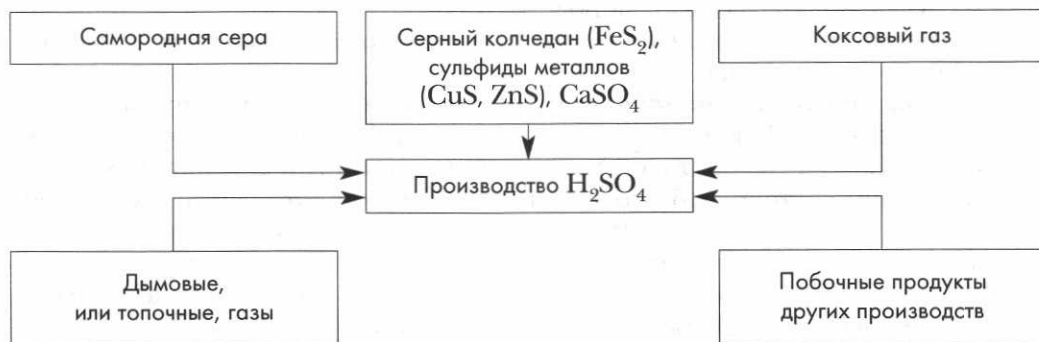 Самородная сера
Серный колчедан (FeS₂),
сульфиды металлов
(CuS, ZnS), CaSO₄
Коксовый газ
Производство H₂SO₄
Дымовые,
или топочные, газы
Побочные продукты
других производств